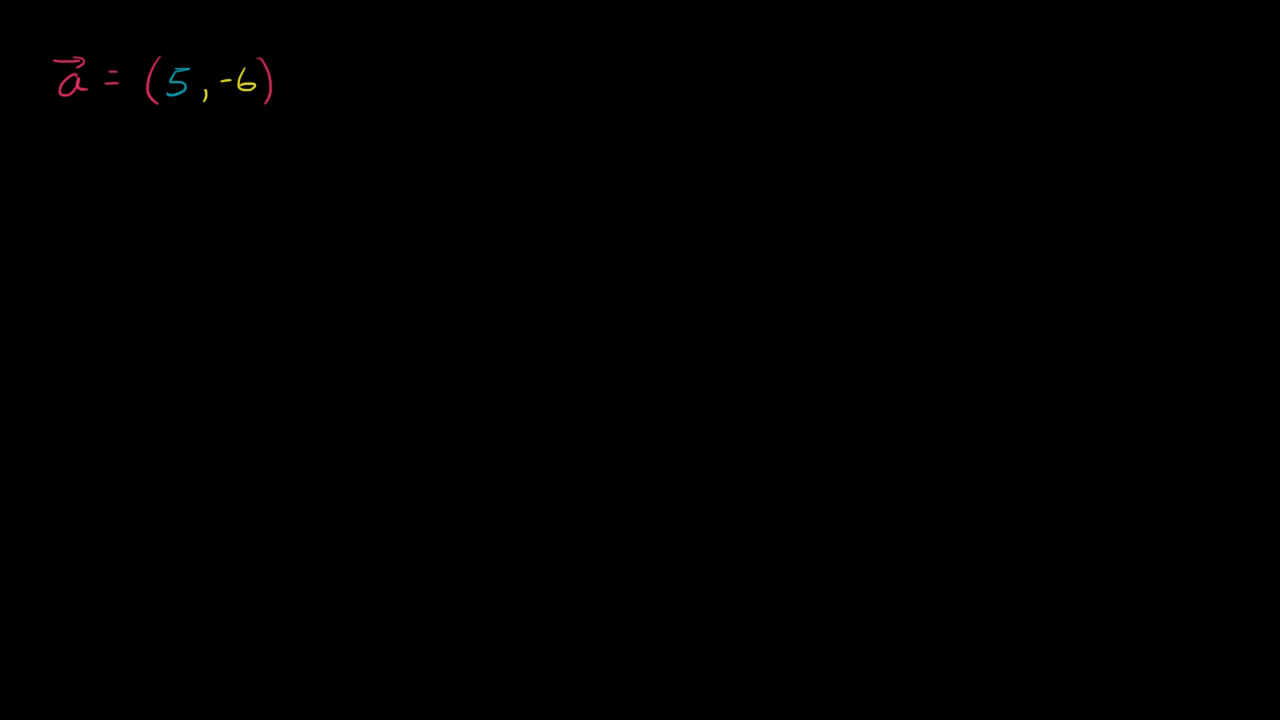 a⃗ = (5, -6)